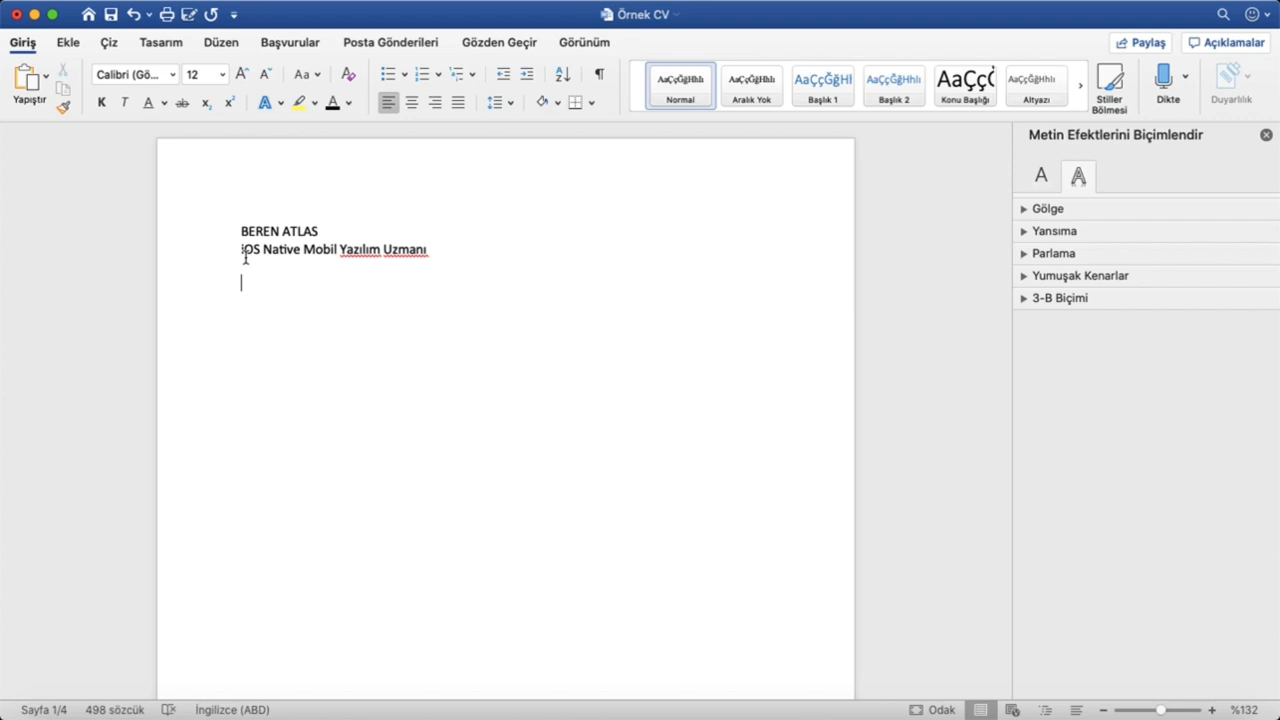 Örnek CV
Giriş Ekle Çiz Tasarım Düzen Başvurular Posta Gönderileri Gözden Geçir Görünüm Paylaş Açıklamalar
Yapıştır
Calibri (Gö... 12
AaÇçĞğHhIı Normal
AaÇçĞğHhIı Aralık Yok
AaÇçĞğHI Başlık 1
AaÇçĞğHhIı Başlık 2
AaÇçĞ Konu Başlığı
AaÇçĞğHhIı Altyazı
Stiller
Bölmesi
Dikte
Duyarlılık
Metin Efektlerini Biçimlendir
Gölge
Yansıma
Parlama
Yumuşak Kenarlar
3-B Biçimi
BEREN ATLAS
iOS Native Mobil Yazılım Uzmanı
Sayfa 1/4 498 sözcük İngilizce (ABD) Odak %132